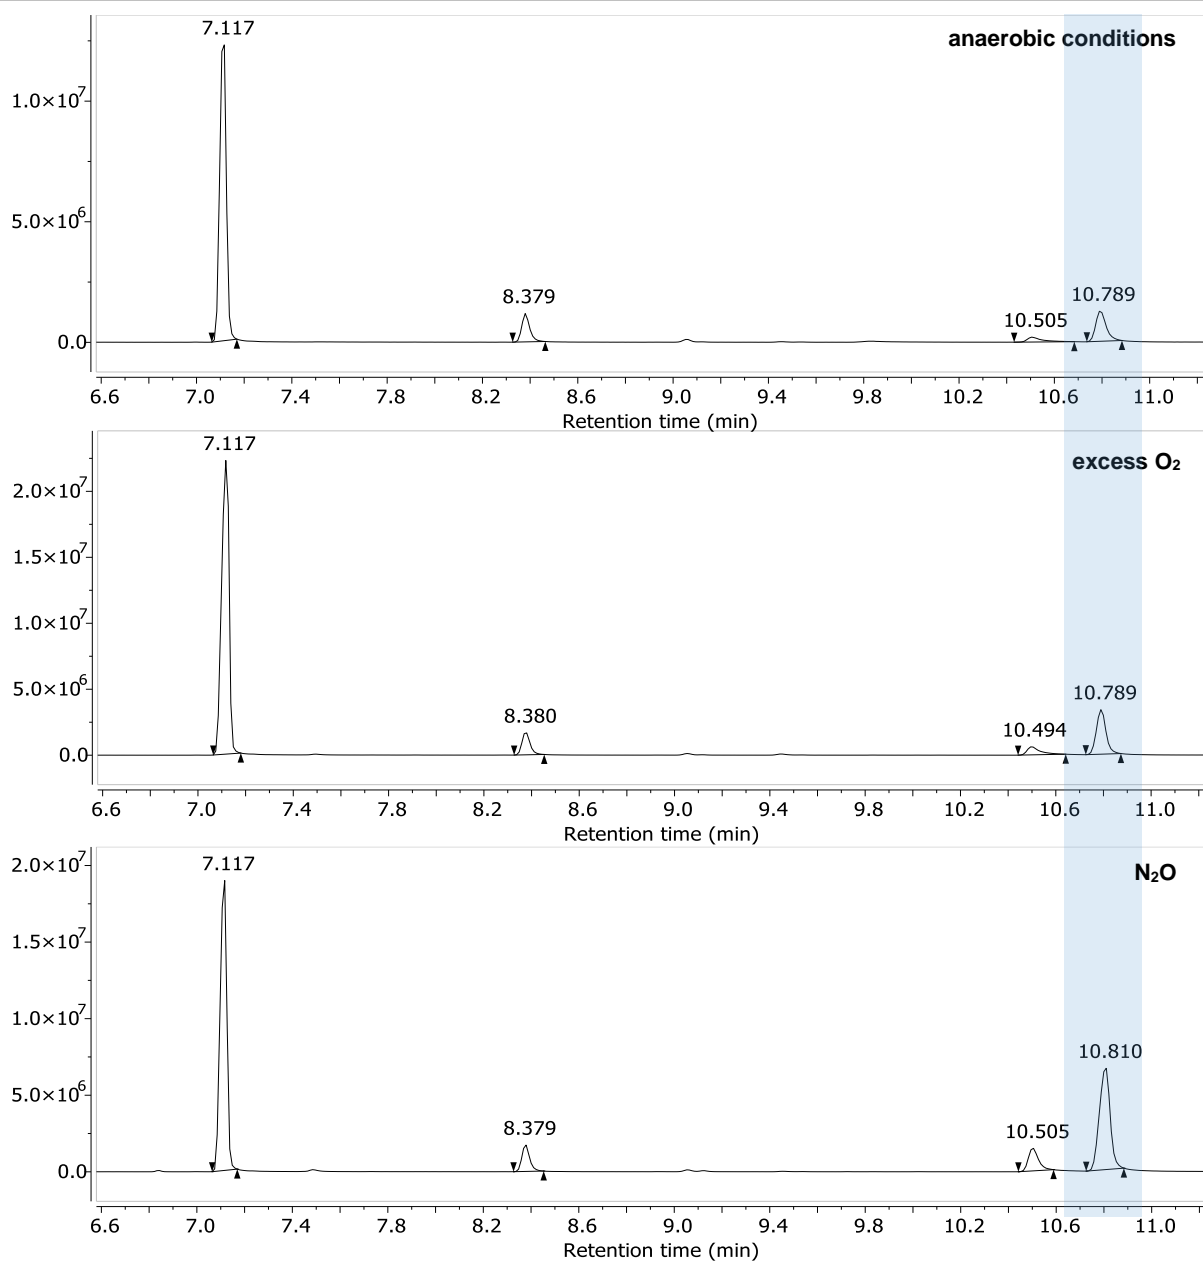 7.117
anaerobic conditions
1.0×10⁷
5.0×10⁶
8.379
10.789
10.505
0.0
6.6 7.0 7.4 7.8 8.2 8.6 9.0 9.4 9.8 10.2 10.6 11.0
Retention time (min)
7.117
excess O₂
2.0×10⁷
1.5×10⁷
1.0×10⁷
5.0×10⁶
10.789
8.380
10.494
0.0
6.6 7.0 7.4 7.8 8.2 8.6 9.0 9.4 9.8 10.2 10.6 11.0
Retention time (min)
2.0×10⁷
7.117
N₂O
1.5×10⁷
1.0×10⁷
10.810
5.0×10⁶
8.379
10.505
0.0
6.6 7.0 7.4 7.8 8.2 8.6 9.0 9.4 9.8 10.2 10.6 11.0
Retention time (min)